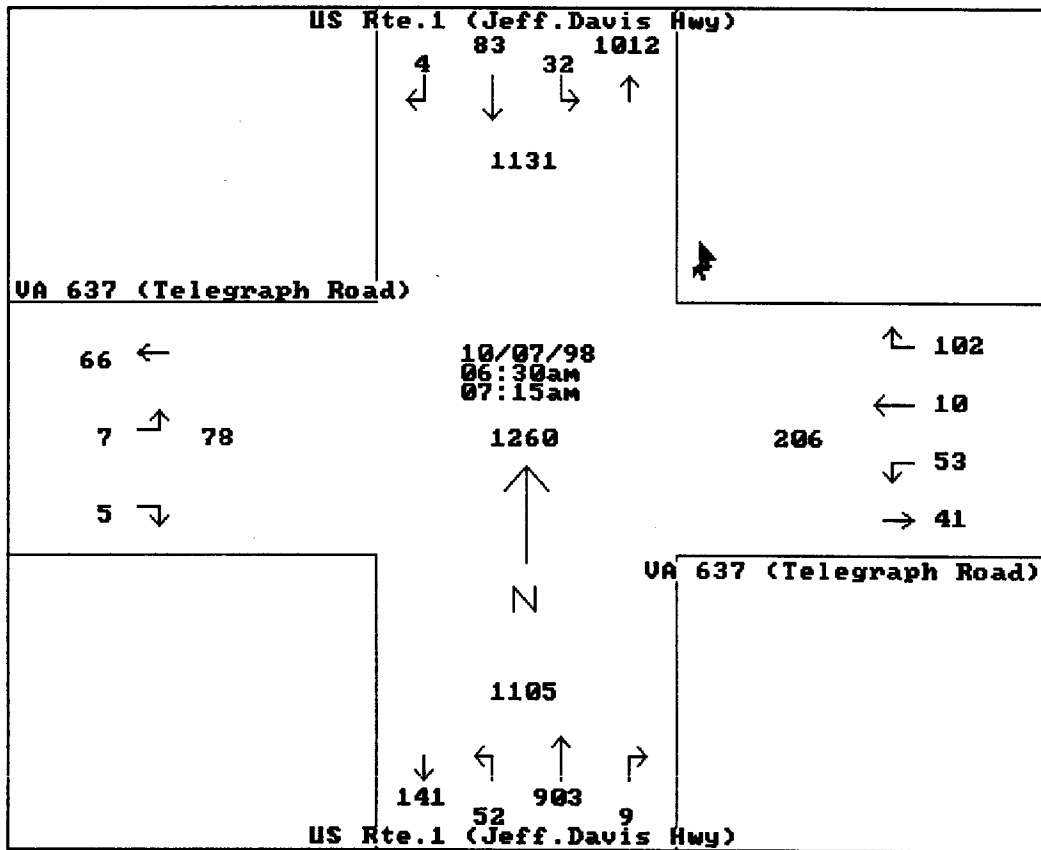 US Rte.1 (Jeff.Davis Hwy)
83 1012
4 32
1131
VA 637 (Telegraph Road)
66
10/07/98
06:30am
07:15am
102
10
7 78 1260 206
53
5
41
VA 637 (Telegraph Road)
N
1105
141 903
52 9
US Rte.1 (Jeff.Davis Hwy)